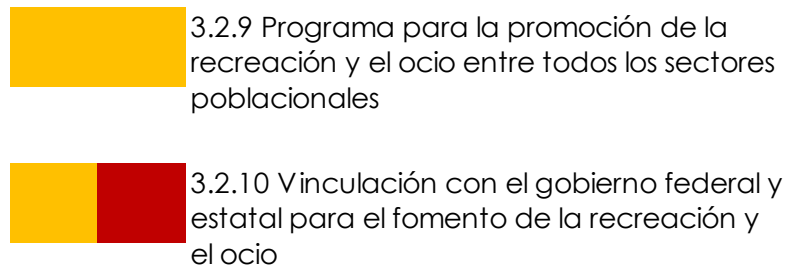 3.2.9 Programa para la promoción de la
recreación y el ocio entre todos los sectores
poblacionales
3.2.10 Vinculación con el gobierno federal y
estatal para el fomento de la recreación y
el ocio